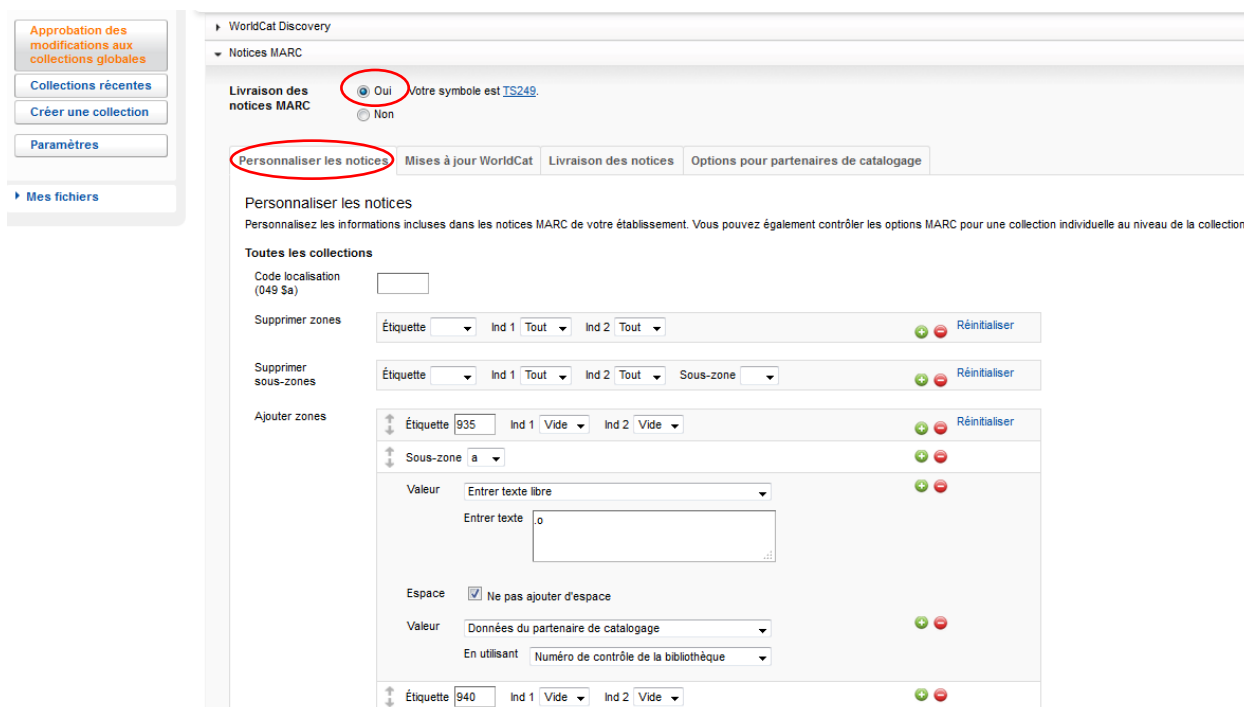 Approbation des
modifications aux
collections globales
Collections récentes
Créer une collection
Paramètres
Mes fichiers
WorldCat Discovery
Notices MARC
Livraison des
notices MARC
Oui Votre symbole est TS249.
Non
Personnaliser les notices Mises à jour WorldCat Livraison des notices Options pour partenaires de catalogage
Personnaliser les notices
Personnalisez les informations incluses dans les notices MARC de votre établissement. Vous pouvez également contrôler les options MARC pour une collection individuelle au niveau de la collection
Toutes les collections
Code localisation
(049 $a)
Supprimer zones Étiquette Ind 1 Tout Ind 2 Tout Réinitialiser
Supprimer
sous-zones
Étiquette Ind 1 Tout Ind 2 Tout Sous-zone Réinitialiser
Ajouter zones Étiquette 935 Ind 1 Vide Ind 2 Vide Réinitialiser
Sous-zone a
Valeur Entrer texte libre
Entrer texte .o
Espace Ne pas ajouter d'espace
Valeur Données du partenaire de catalogage
En utilisant Numéro de contrôle de la bibliothèque
Étiquette 940 Ind 1 Vide Ind 2 Vide